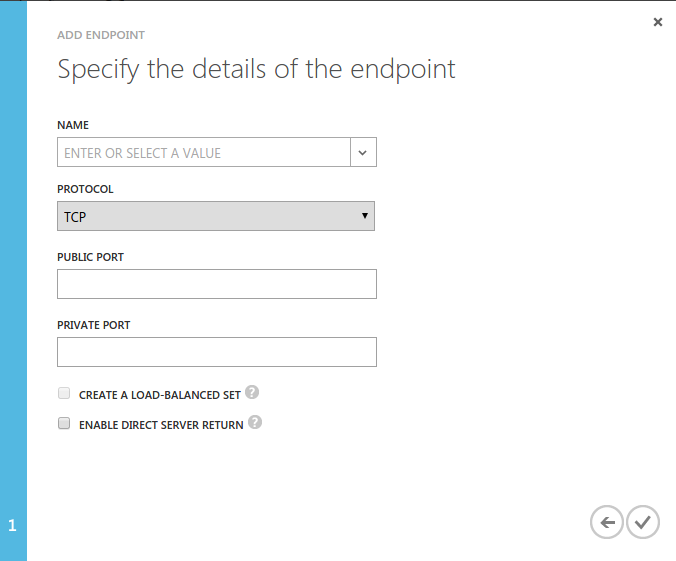 ADD ENDPOINT
Specify the details of the endpoint
NAME
ENTER OR SELECT A VALUE
PROTOCOL
TCP
PUBLIC PORT
PRIVATE PORT
CREATE A LOAD-BALANCED SET ?
ENABLE DIRECT SERVER RETURN ?
1